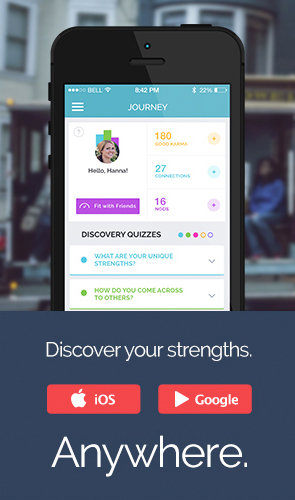 BELL 8:42 PM 22%
JOURNEY
Hello, Hanna!
180
GOOD KARMA
27
CONNECTIONS
16
NODS
Fit with Friends
DISCOVERY QUIZZES
WHAT ARE YOUR UNIQUE
STRENGTHS?
HOW DO YOU COME ACROSS
TO OTHERS?
Discover your strengths.
iOS
Google
Anywhere.